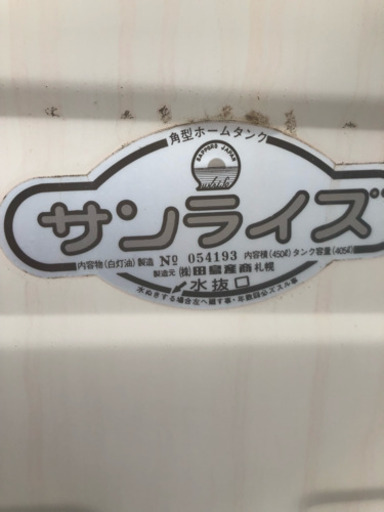 角型ホームタンク
SAPPORO JAPAN
サンライズ
内容物(白灯油)製造 No 054193 内容積(450ℓ)タンク容量(405ℓ)
製造元 (株)田島産商 札幌
水抜口